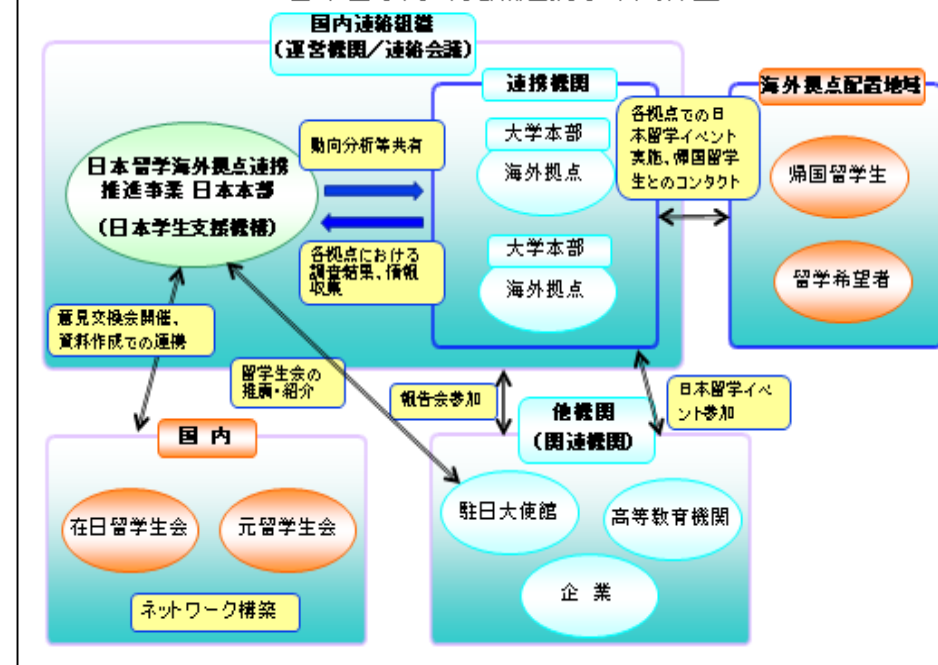 国内連絡組織
(運営機関／連絡会議)
連携機関
海外拠点配置地域
日本留学海外拠点連携
推進事業 日本本部
(日本学生支援機構)
動向分析等共有
各拠点における
調査結果、情報
収集
大学本部
海外拠点
大学本部
海外拠点
各拠点での日
本留学イベント
実施、帰国留学
生とのコンタクト
帰国留学生
留学希望者
意見交換会開催、
資料作成での連携
留学生会の
推薦・紹介
報告会参加
日本留学イベ
ント参加
国 内
在日留学生会
元留学生会
ネットワーク構築
他機関
(関連機関)
駐日大使館
高等教育機関
企 業